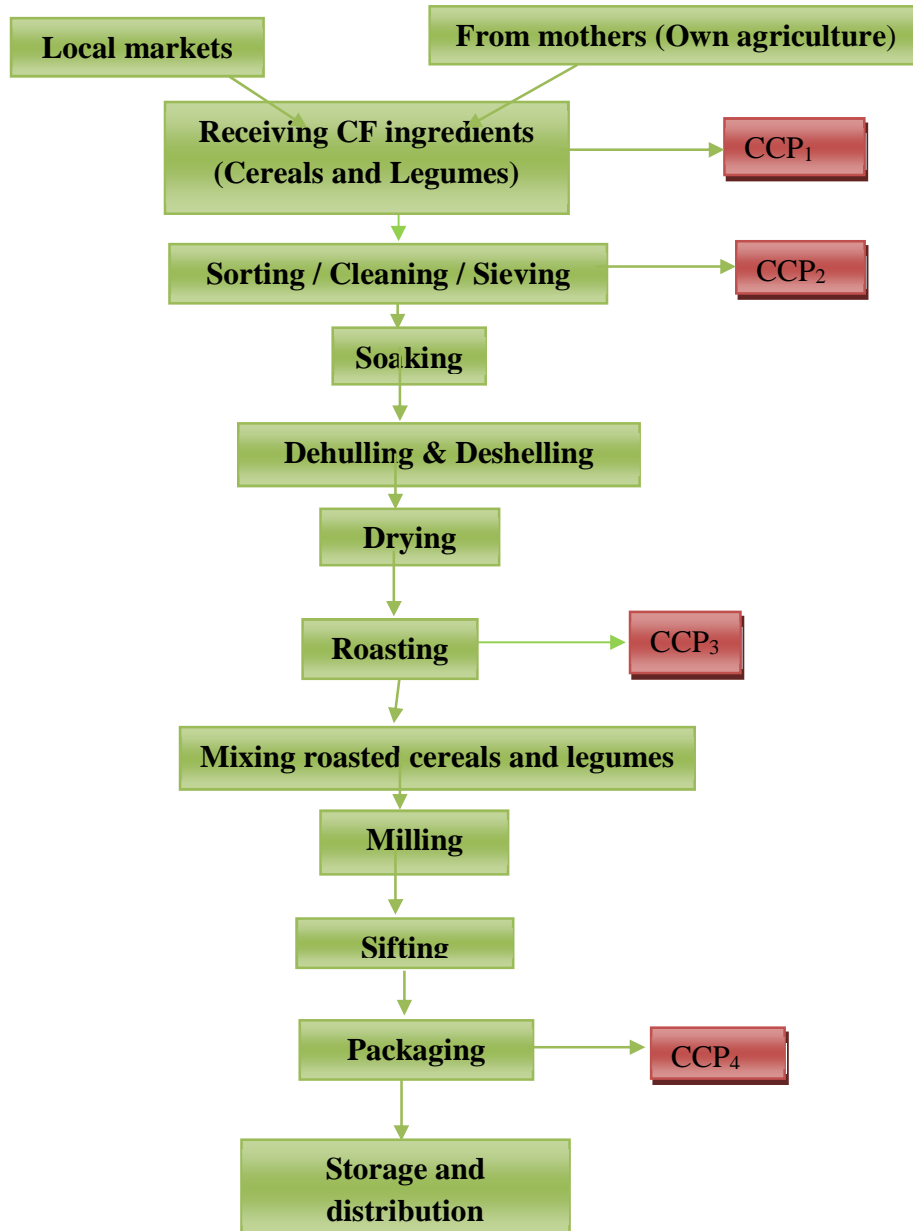 Local markets
From mothers (Own agriculture)
Receiving CF ingredients
(Cereals and Legumes)
CCP₁
Sorting / Cleaning / Sieving
CCP₂
Soaking
Dehulling & Deshelling
Drying
Roasting
CCP₃
Mixing roasted cereals and legumes
Milling
Sifting
Packaging
CCP₄
Storage and
distribution